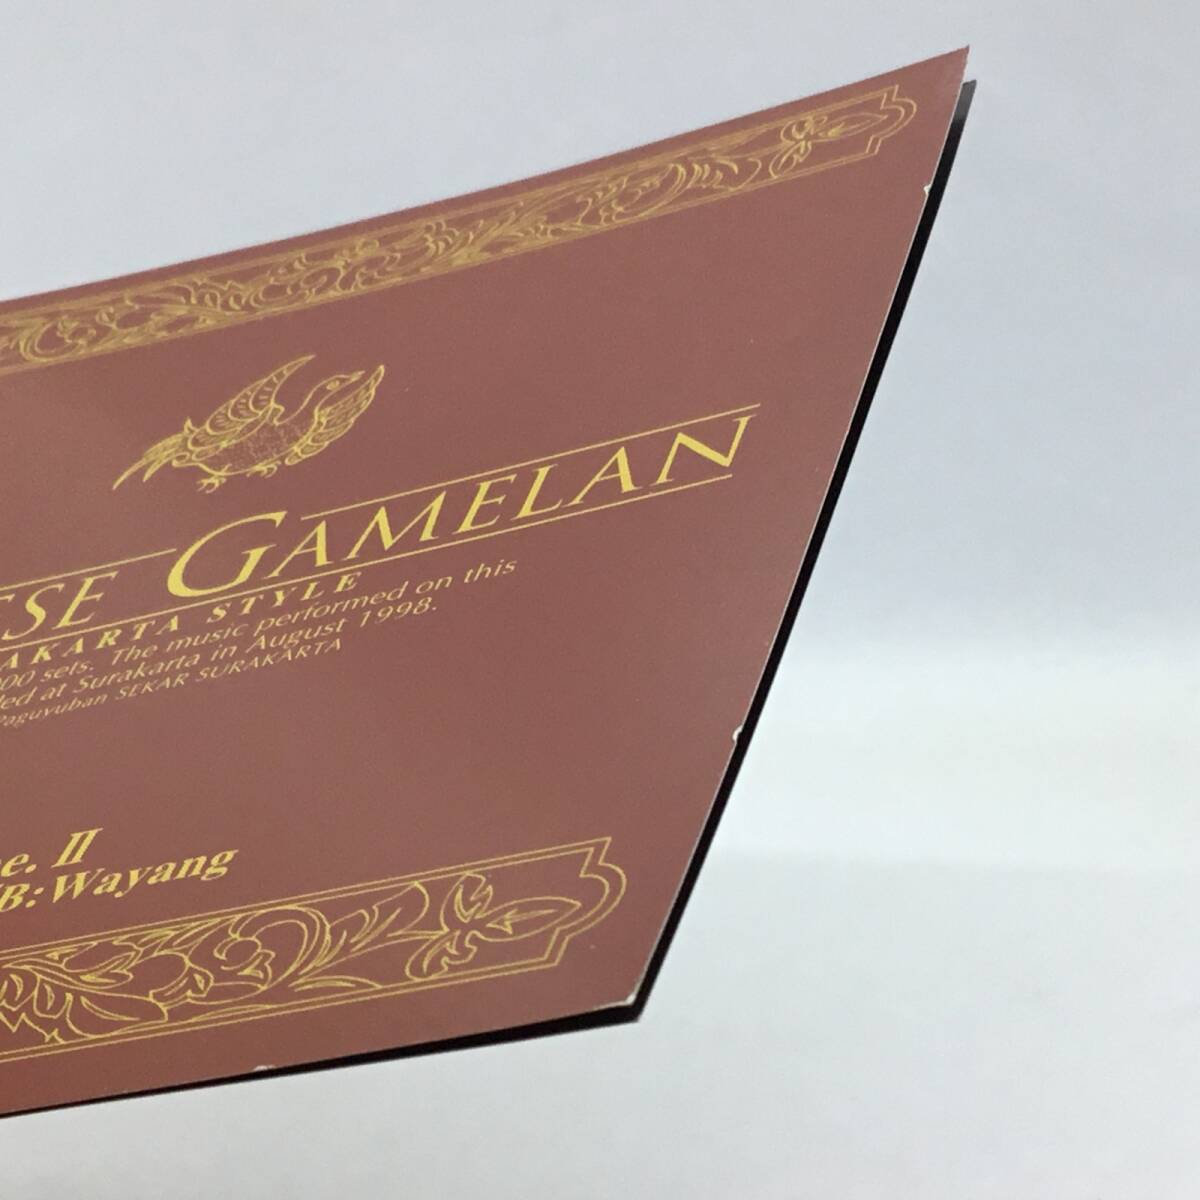 ESE GAMELAN
AKARTA STYLE
00 sets. The music performed on this
ded at Surakarta in August 1998.
Paguyuban SEKAR SURAKARTA
e. II
B: Wayang